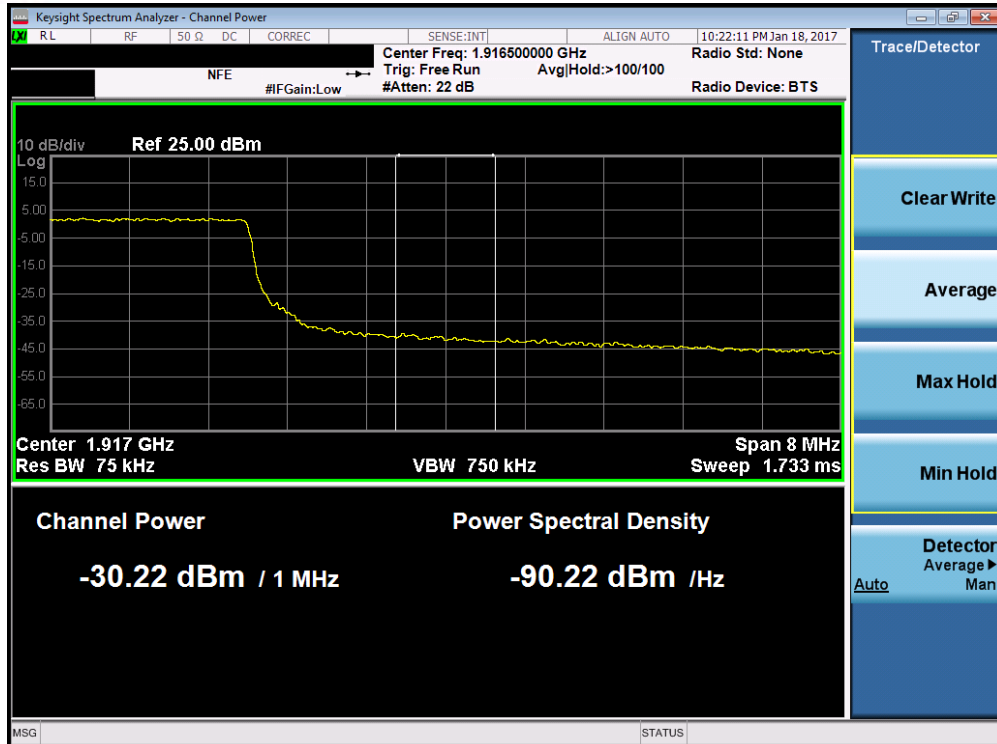 Keysight Spectrum Analyzer - Channel Power
LXI RL RF 50 Ω DC CORREC SENSE:INT ALIGN AUTO 10:22:11 PM Jan 18, 2017
Center Freq: 1.916500000 GHz Radio Std: None
NFE Trig: Free Run Avg|Hold:>100/100
#IFGain:Low #Atten: 22 dB Radio Device: BTS
10 dB/div Ref 25.00 dBm
Log
15.0
5.00
-5.00
-15.0
-25.0
-35.0
-45.0
-55.0
-65.0
Center 1.917 GHz Span 8 MHz
Res BW 75 kHz VBW 750 kHz Sweep 1.733 ms
Channel Power Power Spectral Density
-30.22 dBm / 1 MHz -90.22 dBm /Hz
MSG STATUS
Trace/Detector
Clear Write
Average
Max Hold
Min Hold
Detector
Average
Auto Man